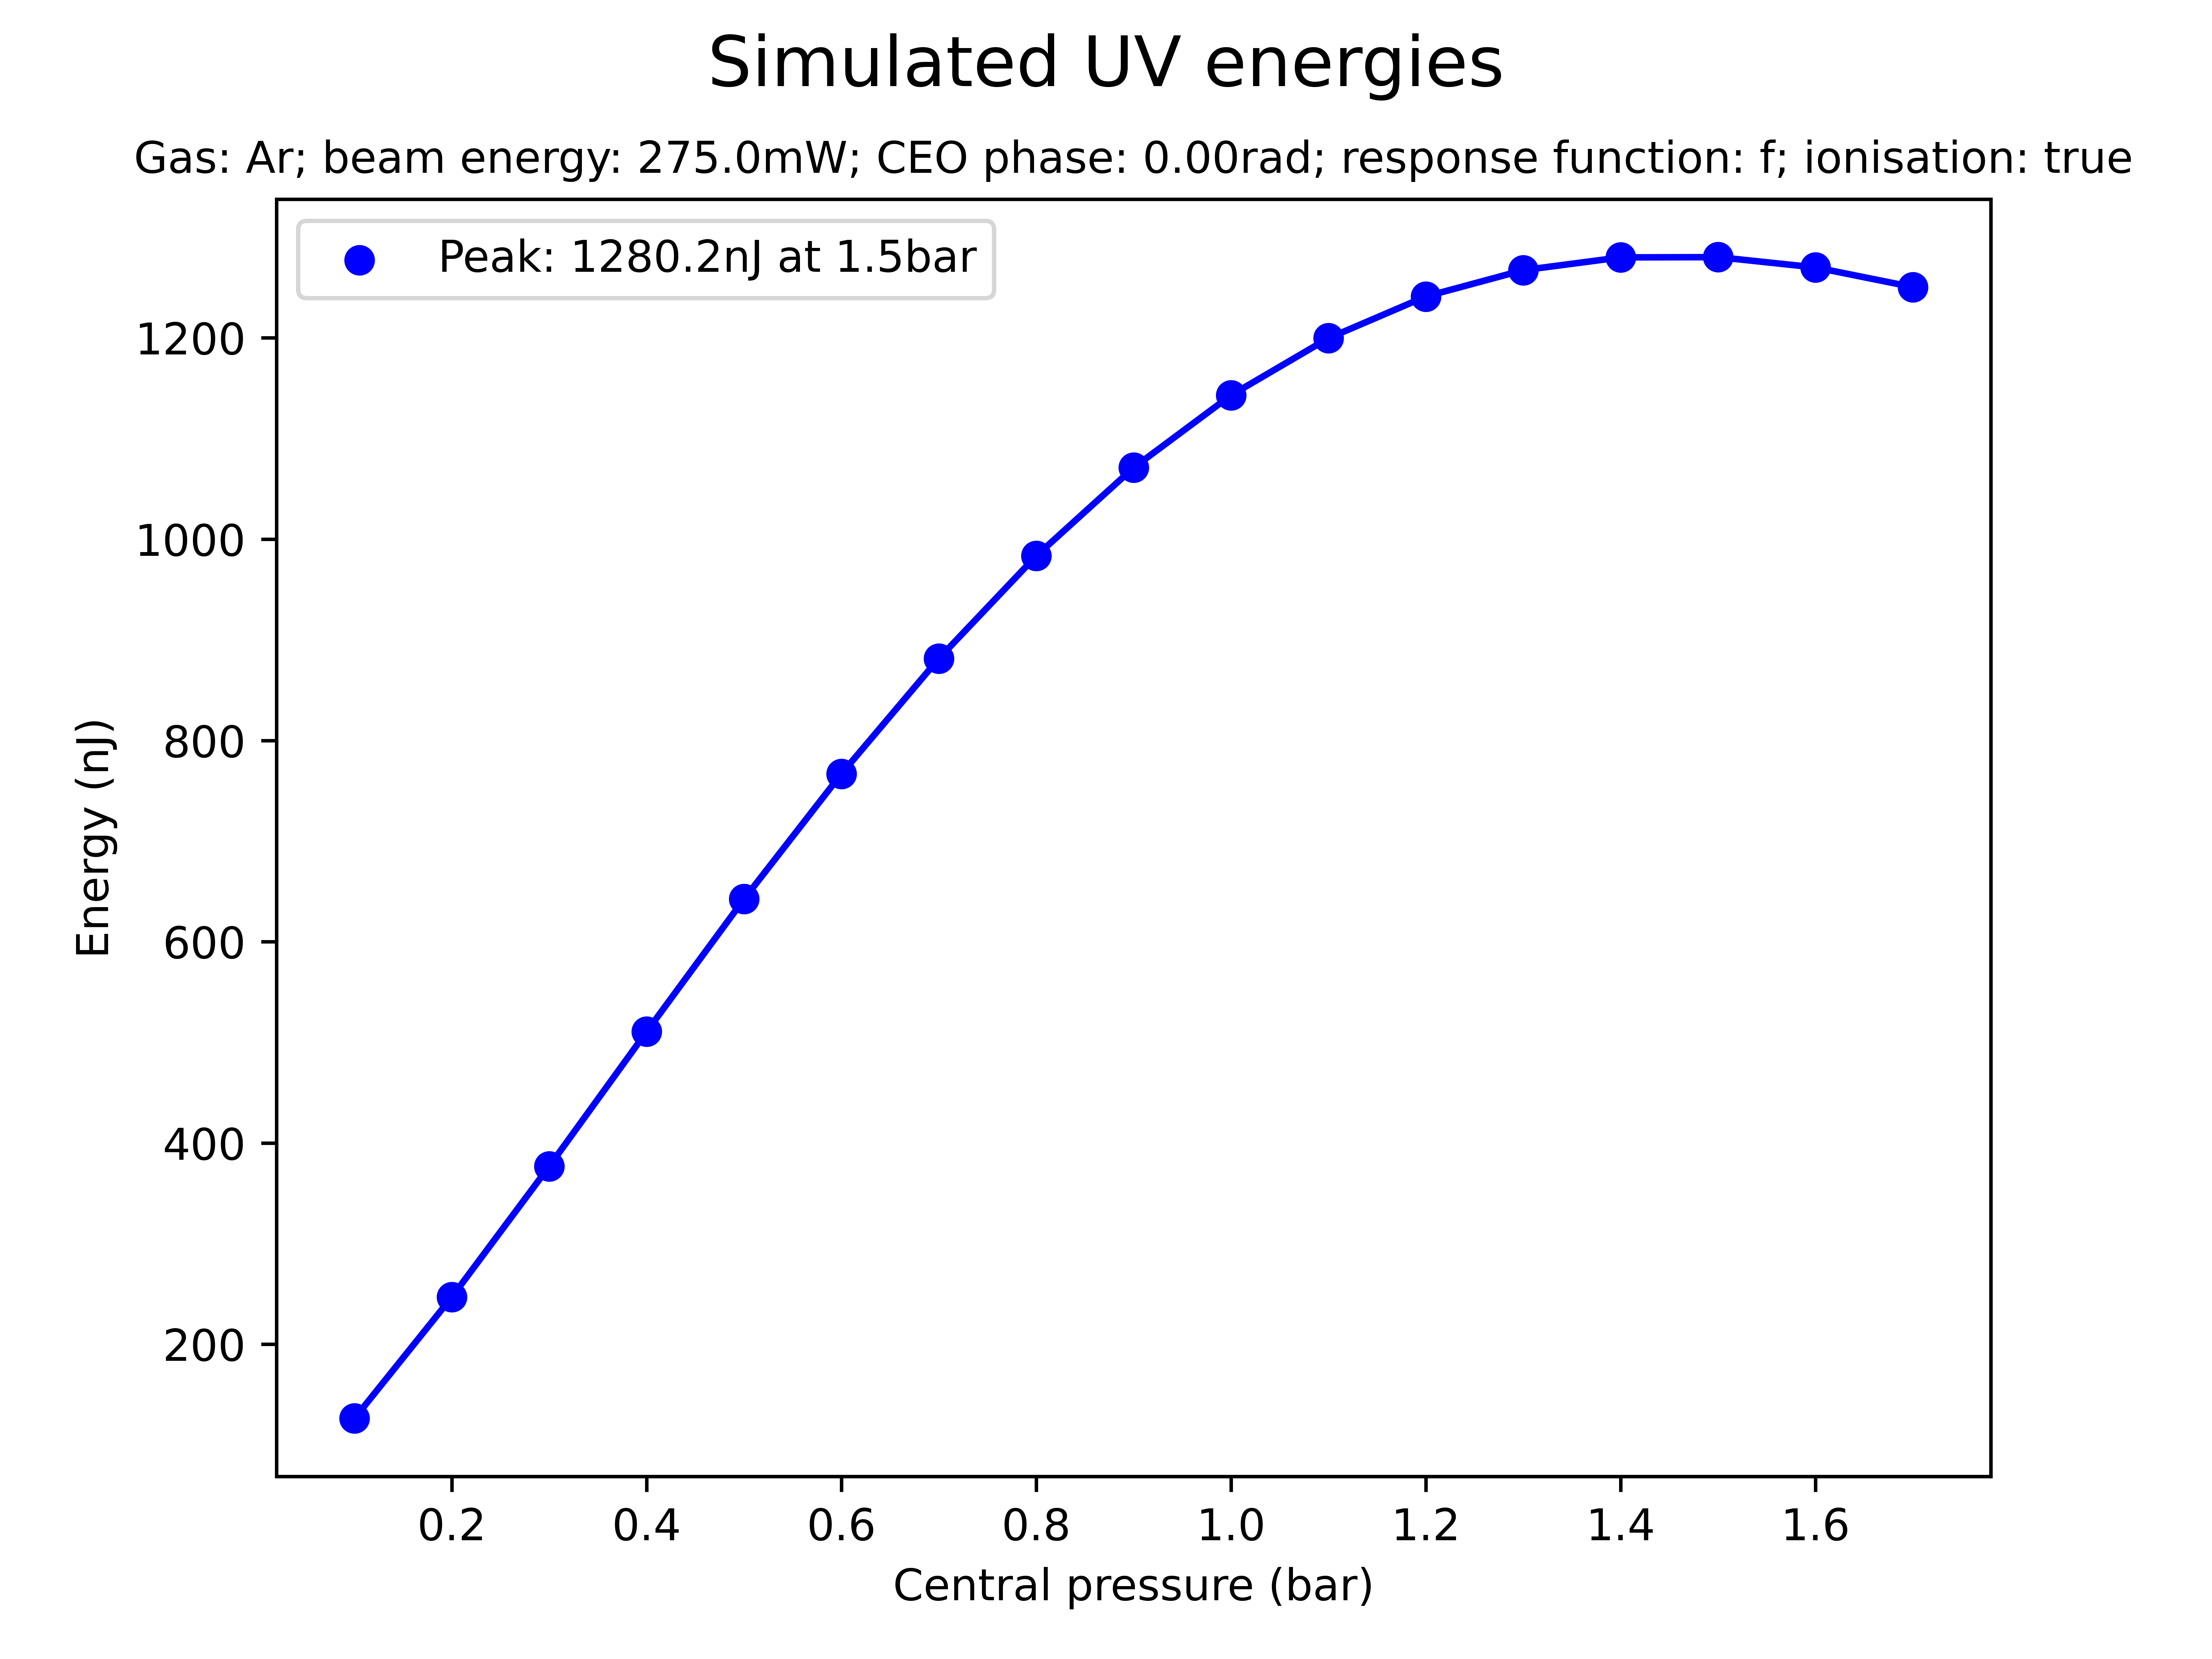 Simulated UV energies
Gas: Ar; beam energy: 275.0mW; CEO phase: 0.00rad; response function: f; ionisation: true
Peak: 1280.2nJ at 1.5bar
1200
1000
800
600
400
200
Energy (nJ)
0.2 0.4 0.6 0.8 1.0 1.2 1.4 1.6
Central pressure (bar)